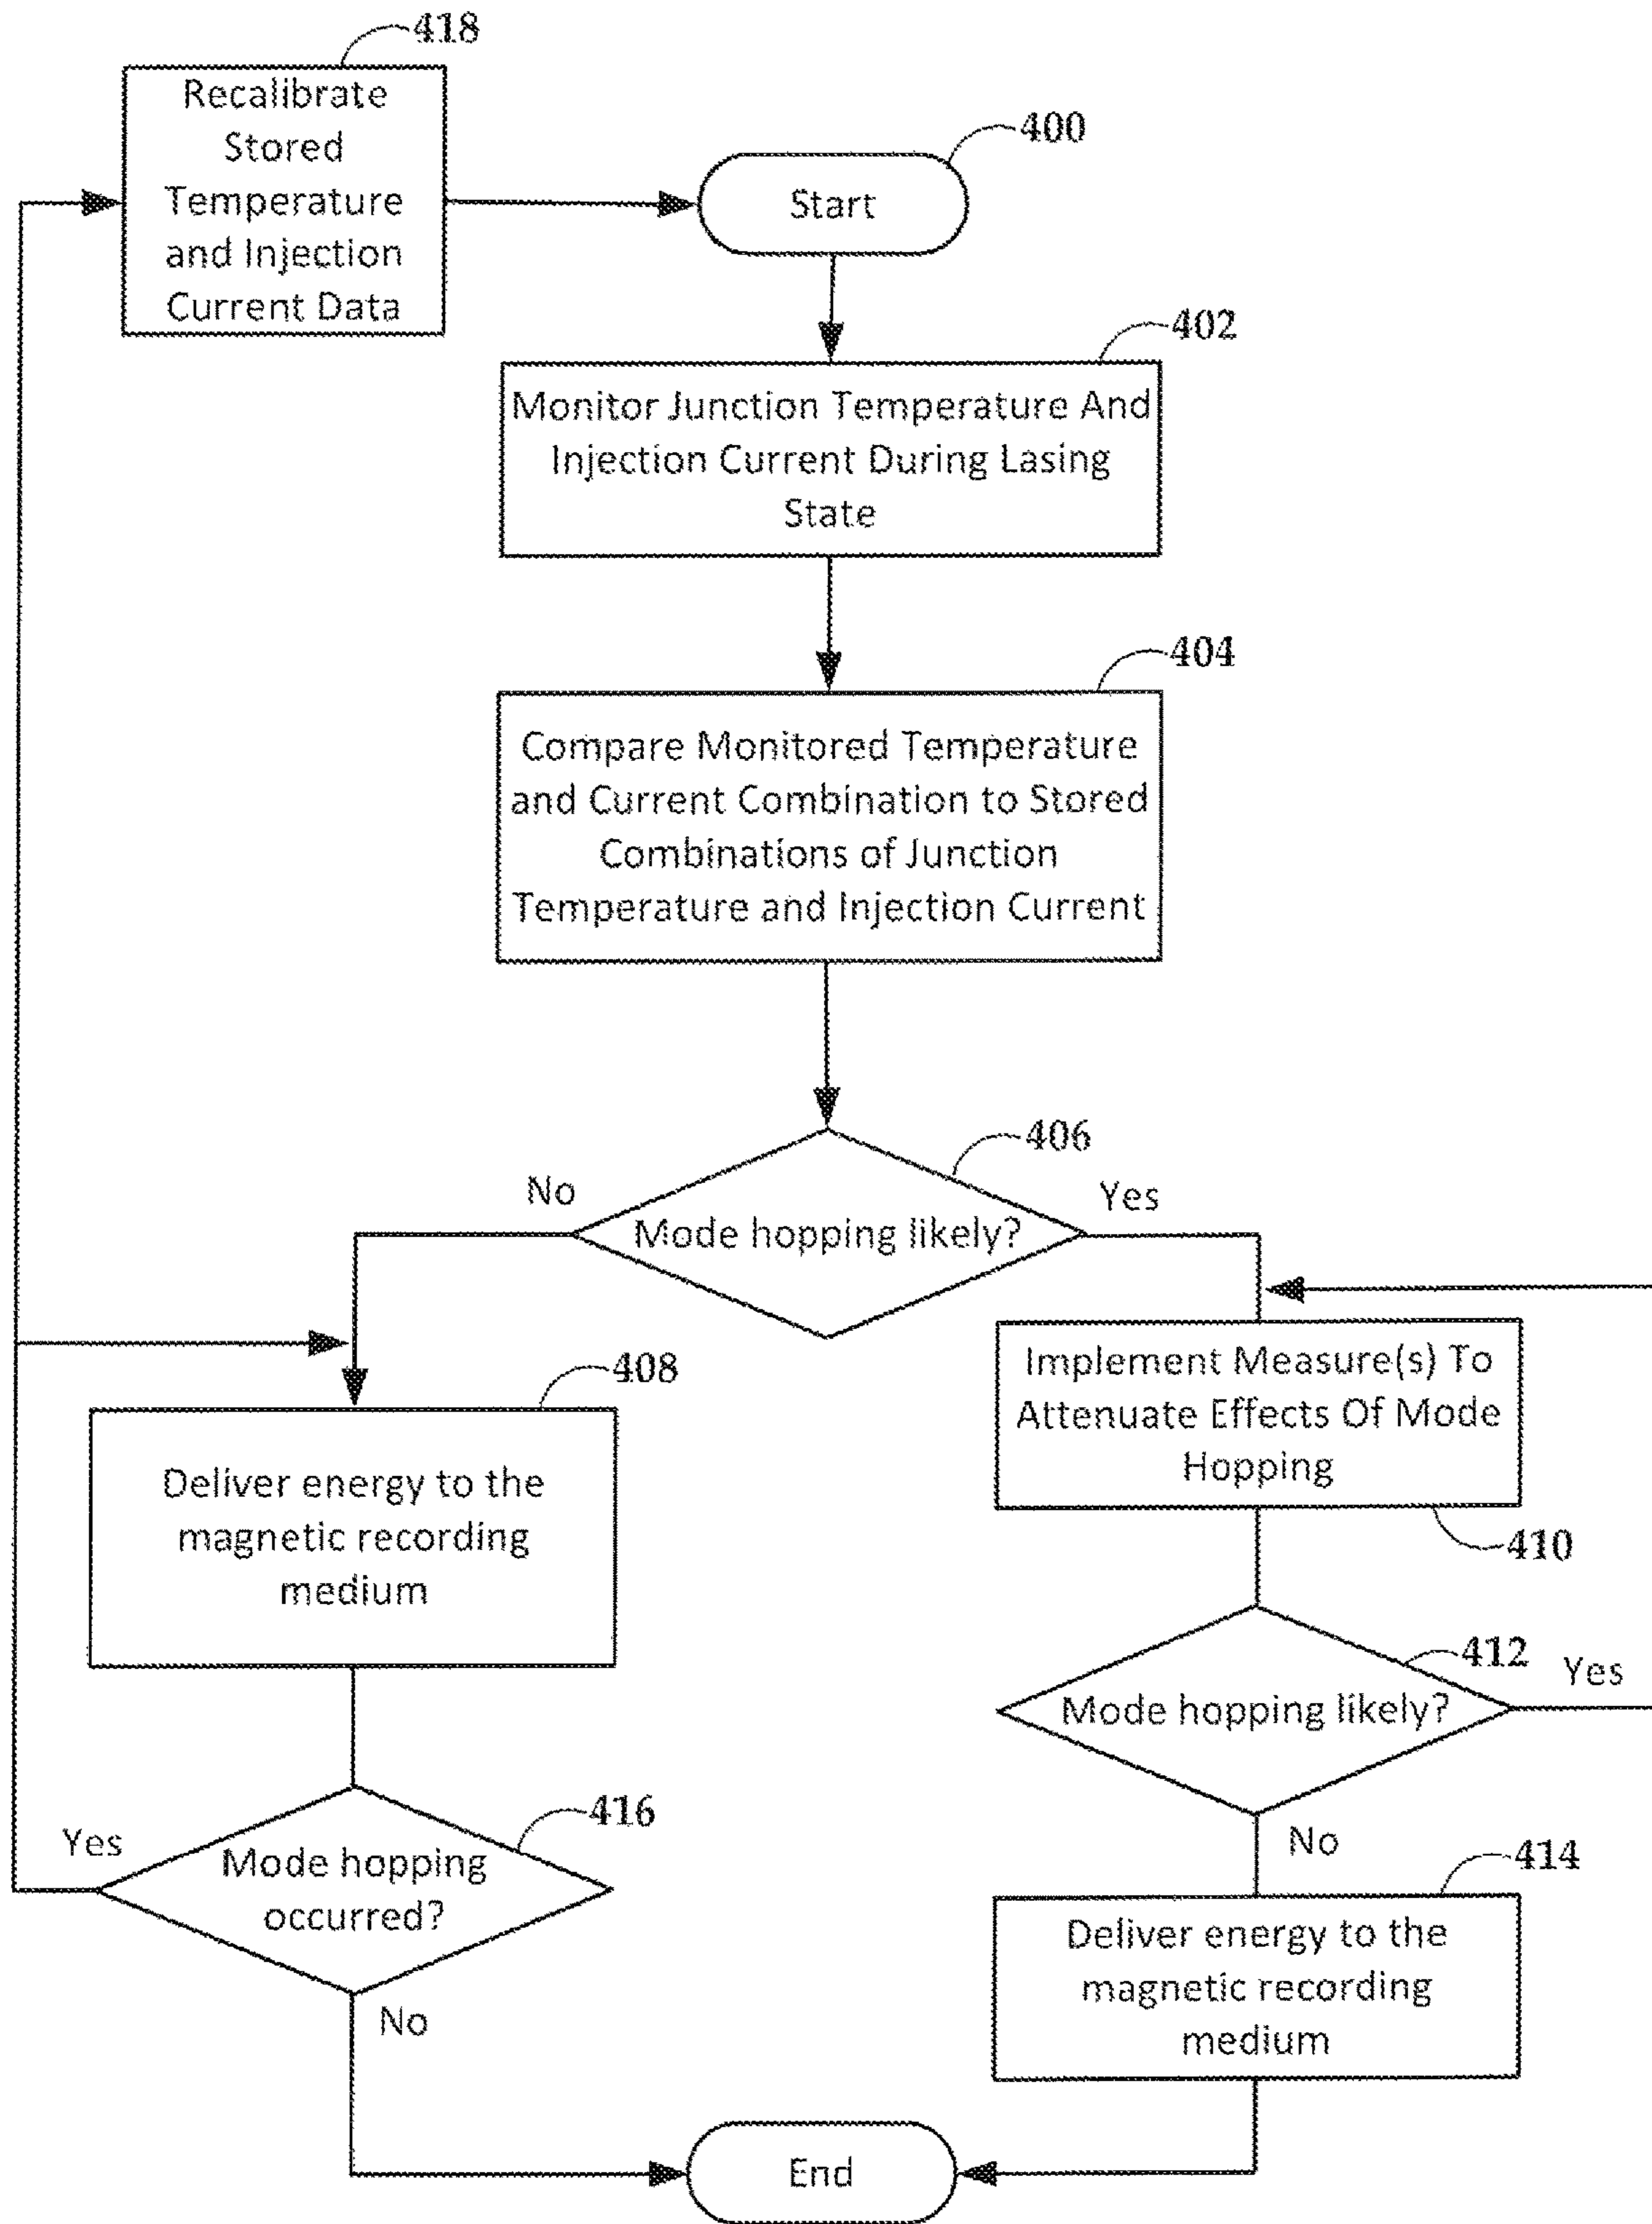 418
Recalibrate
Stored
Temperature
and Injection
Current Data
400
Start
402
Monitor Junction Temperature And
Injection Current During Lasing
State
404
Compare Monitored Temperature
and Current Combination to Stored
Combinations of Junction
Temperature and Injection Current
406
No
Yes
Mode hopping likely?
408
Deliver energy to the
magnetic recording
medium
Implement Measure(s) To
Attenuate Effects Of Mode
Hopping
410
412
Yes
Mode hopping likely?
416
Yes
Mode hopping
occurred?
No
No
414
Deliver energy to the
magnetic recording
medium
End